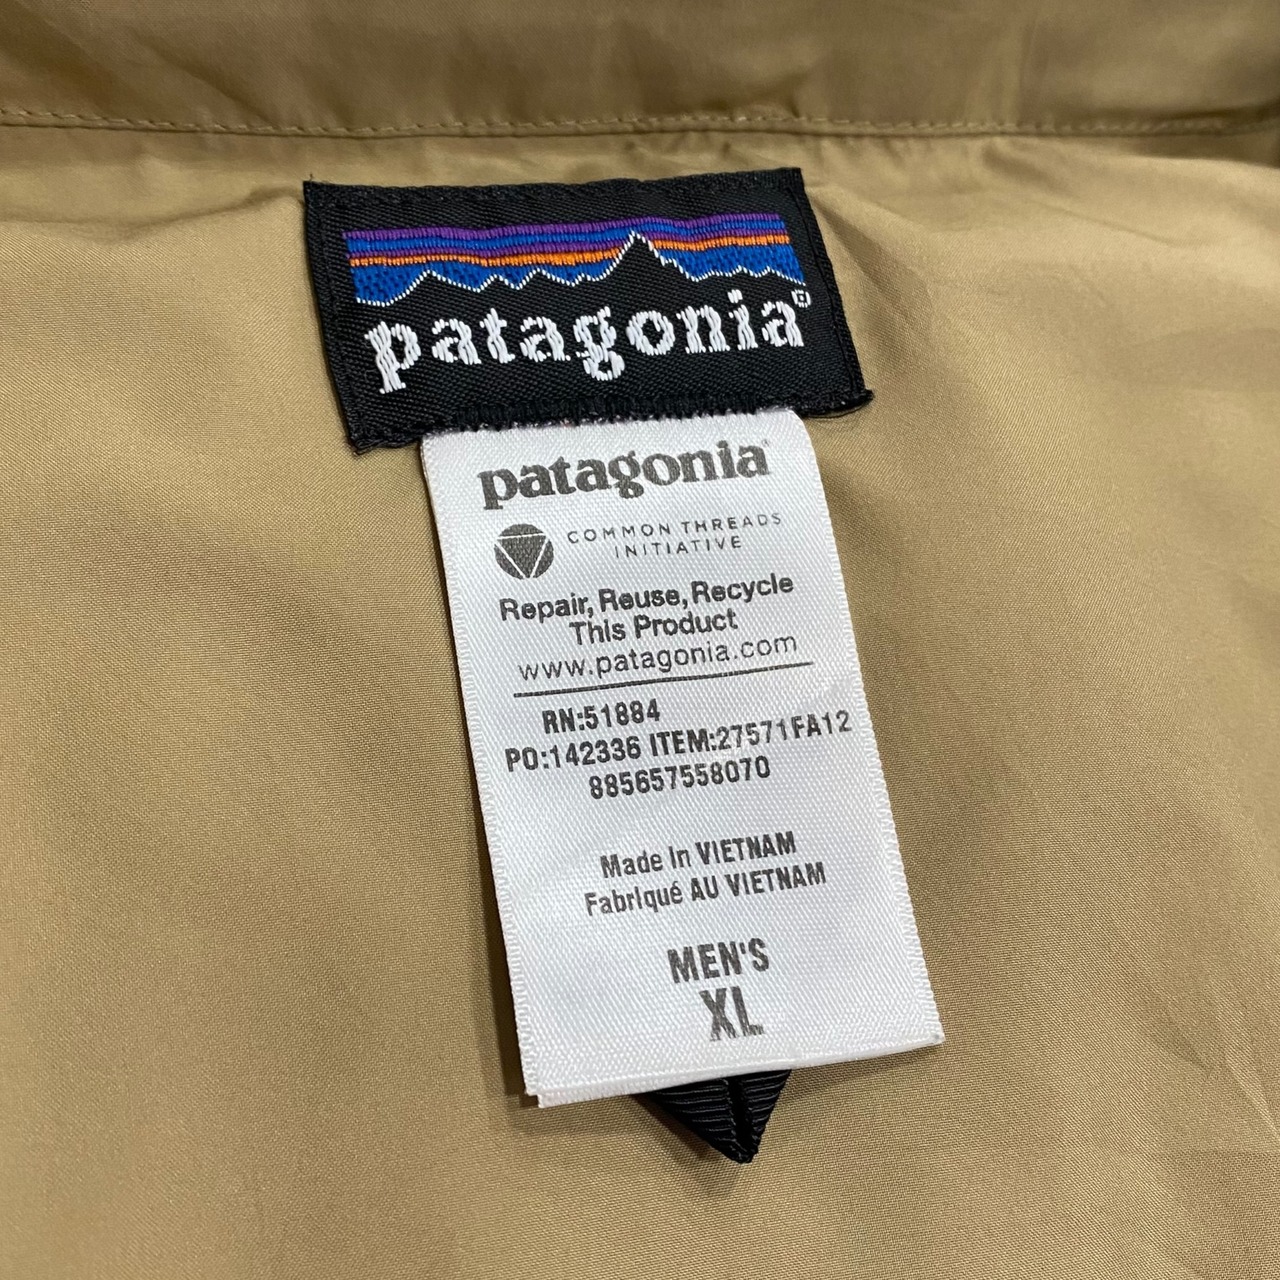 patagonia®
patagonia®
COMMON THREADS
INITIATIVE
Repair, Reuse, Recycle
This Product
www.patagonia.com
RN:51884
PO:142336 ITEM:27571FA12
885657558070
Made in VIETNAM
Fabriqué AU VIETNAM
MEN'S
XL